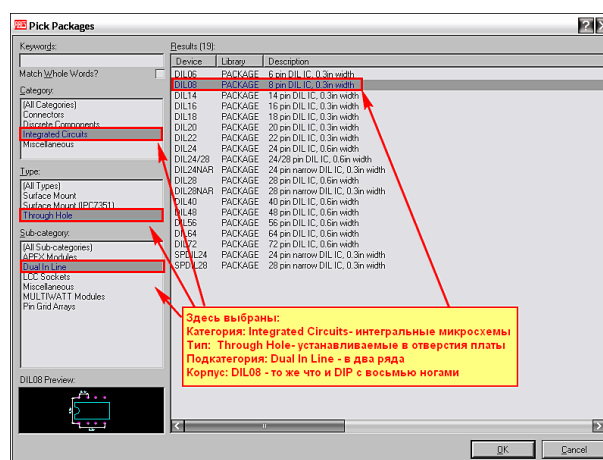 ARES Pick Packages
Keywords:
Match Whole Words?
Category:
(All Categories)
Connectors
Discrete Components
Integrated Circuits
Miscellaneous
Type:
(All Types)
Surface Mount
Surface Mount (IPC7351)
Through Hole
Sub-category:
(All Sub-categories)
APEX Modules
Dual In Line
LCC Sockets
Miscellaneous
MULTIWATT Modules
Pin Grid Arrays
DIL08 Preview:
Results (19):
Device Library Description
DIL06 PACKAGE 6 pin DIL IC, 0.3in width
DIL08 PACKAGE 8 pin DIL IC, 0.3in width
DIL14 PACKAGE 14 pin DIL IC, 0.3in width
DIL16 PACKAGE 16 pin DIL IC, 0.3in width
DIL18 PACKAGE 18 pin DIL IC, 0.3in width
DIL20 PACKAGE 20 pin DIL IC, 0.3in width
DIL22 PACKAGE 22 pin DIL IC, 0.3in width
DIL24 PACKAGE 24 pin DIL IC, 0.6in width
DIL24/28 PACKAGE 24/28 pin DIL IC, 0.6in width
DIL24NAR PACKAGE 24 pin narrow DIL IC, 0.3in width
DIL28 PACKAGE 28 pin DIL IC, 0.6in width
DIL28NAR PACKAGE 28 pin narrow DIL IC, 0.3in width
DIL40 PACKAGE 40 pin DIL IC, 0.6in width
DIL48 PACKAGE 48 pin DIL IC, 0.6in width
DIL56 PACKAGE 56 pin DIL IC, 0.6in width
DIL64 PACKAGE 64 pin DIL IC, 0.6in width
DIL72 PACKAGE 72 pin DIL IC, 0.6in width
SPDIL24 PACKAGE 24 pin narrow DIL IC, 0.3in width
SPDIL28 PACKAGE 28 pin narrow DIL IC, 0.3in width
Здесь выбраны:
Категория: Integrated Circuits- интегральные микросхемы
Тип: Through Hole- устанавливаемые в отверстия платы
Подкатегория: Dual In Line - в два ряда
Корпус: DIL08 - то же что и DIP с восьмью ногами
OK Cancel